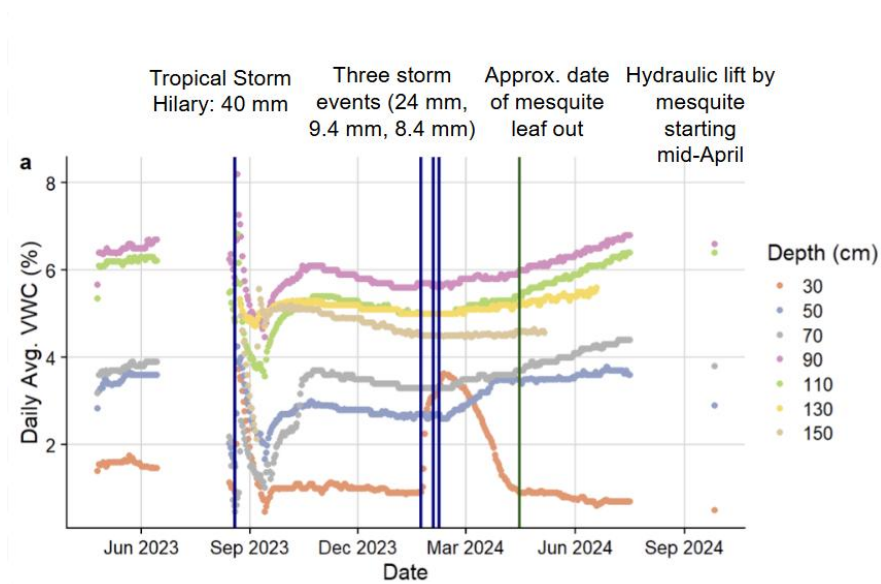 Tropical Storm
Hilary: 40 mm
Three storm
events (24 mm,
9.4 mm, 8.4 mm)
Approx. date
of mesquite
leaf out
Hydraulic lift by
mesquite
starting
mid-April
a
Daily Avg. VWC (%)
8
6
4
2
Jun 2023
Sep 2023
Dec 2023
Mar 2024
Jun 2024
Sep 2024
Date
Depth (cm)
30
50
70
90
110
130
150